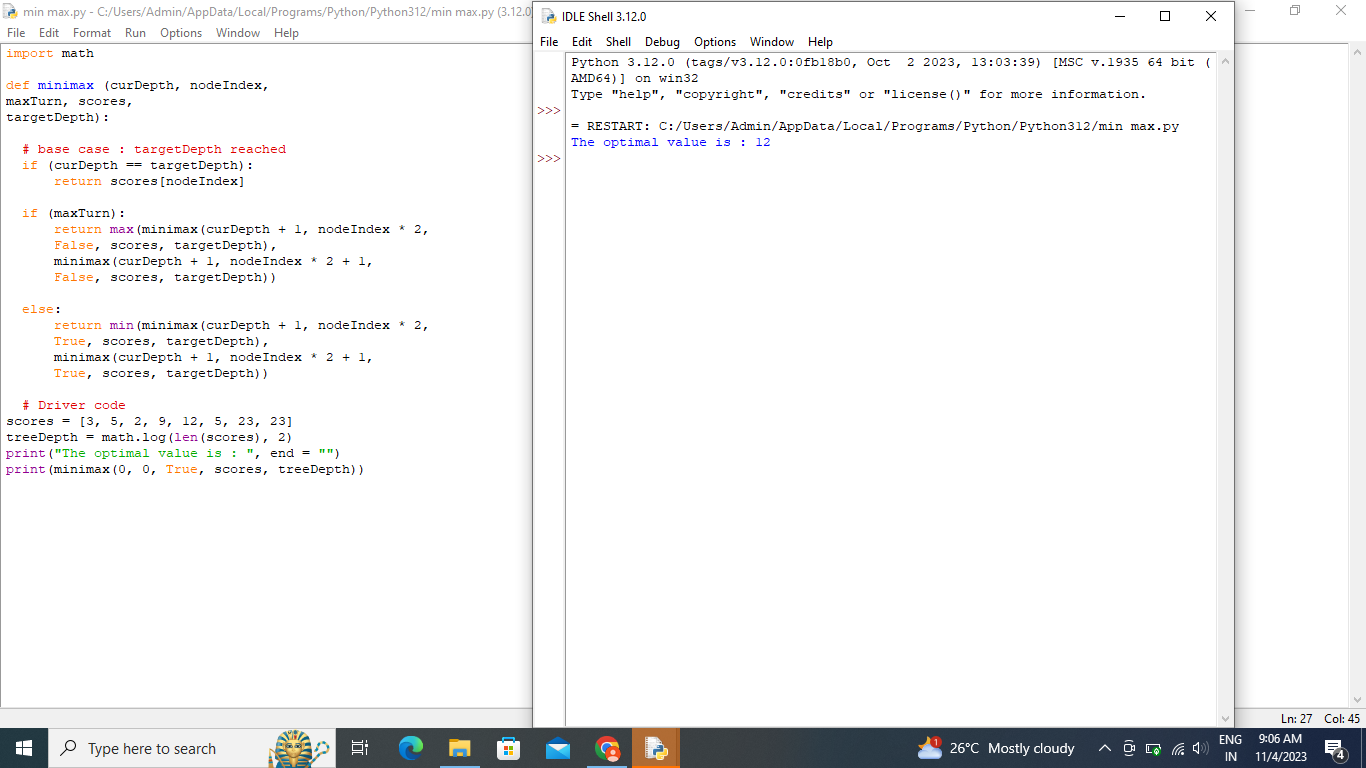 min max.py - C:/Users/Admin/AppData/Local/Programs/Python/Python312/min max.py (3.12.0)
File Edit Format Run Options Window Help
import math
def minimax (curDepth, nodeIndex,
maxTurn, scores,
targetDepth):
# base case : targetDepth reached
if (curDepth == targetDepth):
return scores[nodeIndex]
if (maxTurn):
return max(minimax(curDepth + 1, nodeIndex * 2,
False, scores, targetDepth),
minimax(curDepth + 1, nodeIndex * 2 + 1,
False, scores, targetDepth))
else:
return min(minimax(curDepth + 1, nodeIndex * 2,
True, scores, targetDepth),
minimax(curDepth + 1, nodeIndex * 2 + 1,
True, scores, targetDepth))
# Driver code
scores = [3, 5, 2, 9, 12, 5, 23, 23]
treeDepth = math.log(len(scores), 2)
print("The optimal value is : ", end = "")
print(minimax(0, 0, True, scores, treeDepth))
IDLE Shell 3.12.0
File Edit Shell Debug Options Window Help
Python 3.12.0 (tags/v3.12.0:0fb18b0, Oct  2 2023, 13:03:39) [MSC v.1935 64 bit (
AMD64)] on win32
Type "help", "copyright", "credits" or "license()" for more information.
>>>
= RESTART: C:/Users/Admin/AppData/Local/Programs/Python/Python312/min max.py
The optimal value is : 12
>>>
Ln: 27 Col: 45
Type here to search
1
26°C Mostly cloudy
ENG
IN
9:06 AM
11/4/2023
4